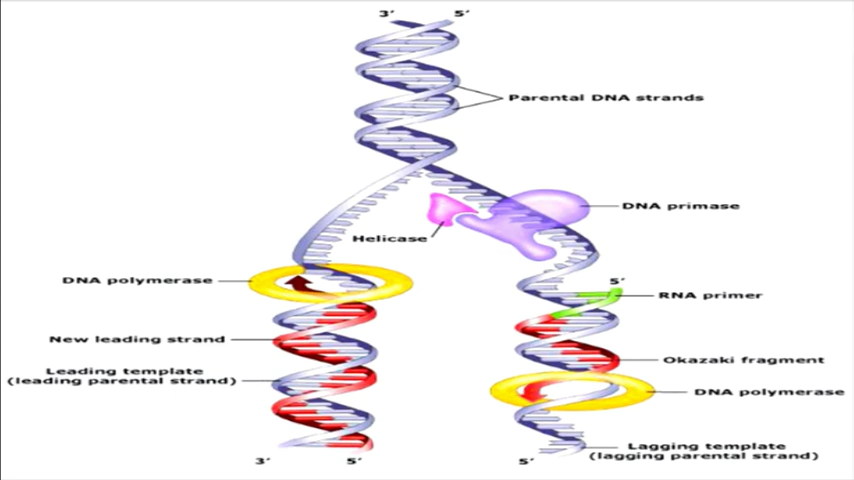 3’ 5’
Parental DNA strands
DNA primase
Helicase
DNA polymerase
5’
RNA primer
New leading strand
Okazaki fragment
Leading template
(leading parental strand)
DNA polymerase
Lagging template
(lagging parental strand)
3’ 5’ 5’